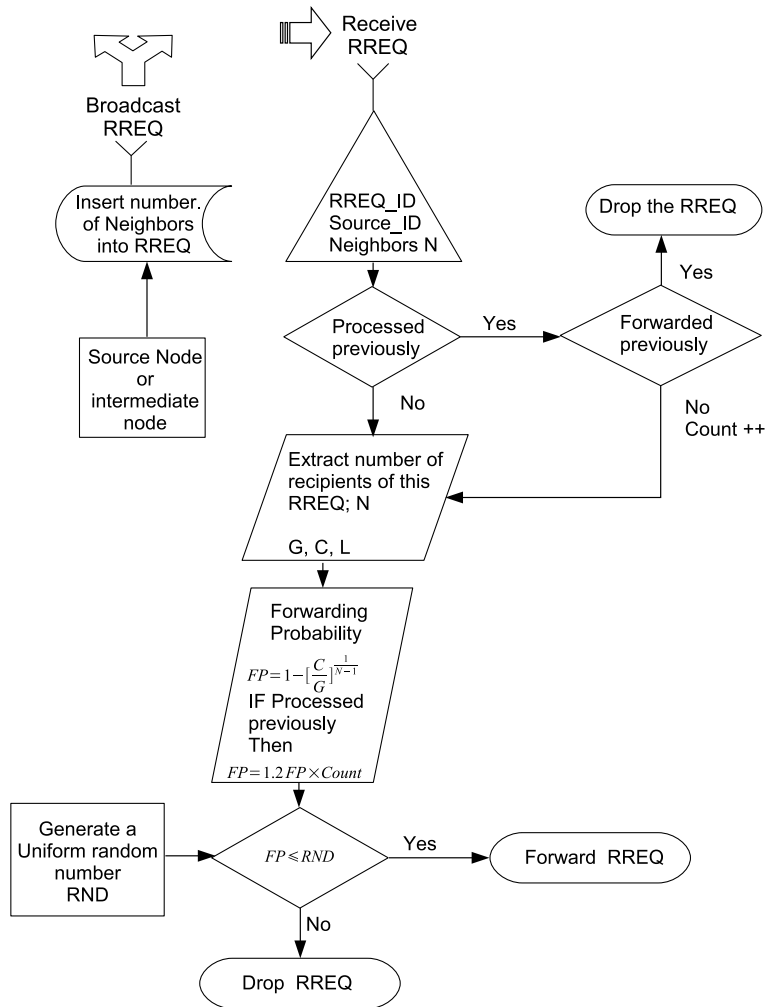 Broadcast
RREQ
Insert number.
of Neighbors
into RREQ
Source Node
or
intermediate
node
Receive
RREQ
RREQ_ID
Source_ID
Neighbors N
Processed
previously
Yes
Forwarded
previously
Yes
Drop the RREQ
No
Count ++
No
Extract number of
recipients of this
RREQ; N
G, C, L
Forwarding
Probability
FP=1−[C/G]^(1/(N−1))
IF Processed
previously
Then
FP=1.2 FP×Count
Generate a
Uniform random
number
RND
FP≤RND
Yes
Forward RREQ
No
Drop RREQ